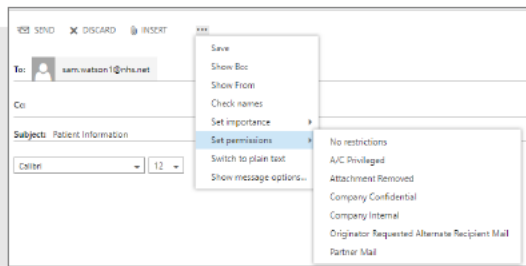 SEND DISCARD INSERT ...
Save
Show Bcc
To: sam.watson1@nhs.net
Show From
Cc:
Check names
Set importance
Subject: Patient Information
Set permissions
No restrictions
Calibri 12
Switch to plain text
A/C Privileged
Show message options...
Attachment Removed
Company Confidential
Company Internal
Originator Requested Alternate Recipient Mail
Partner Mail